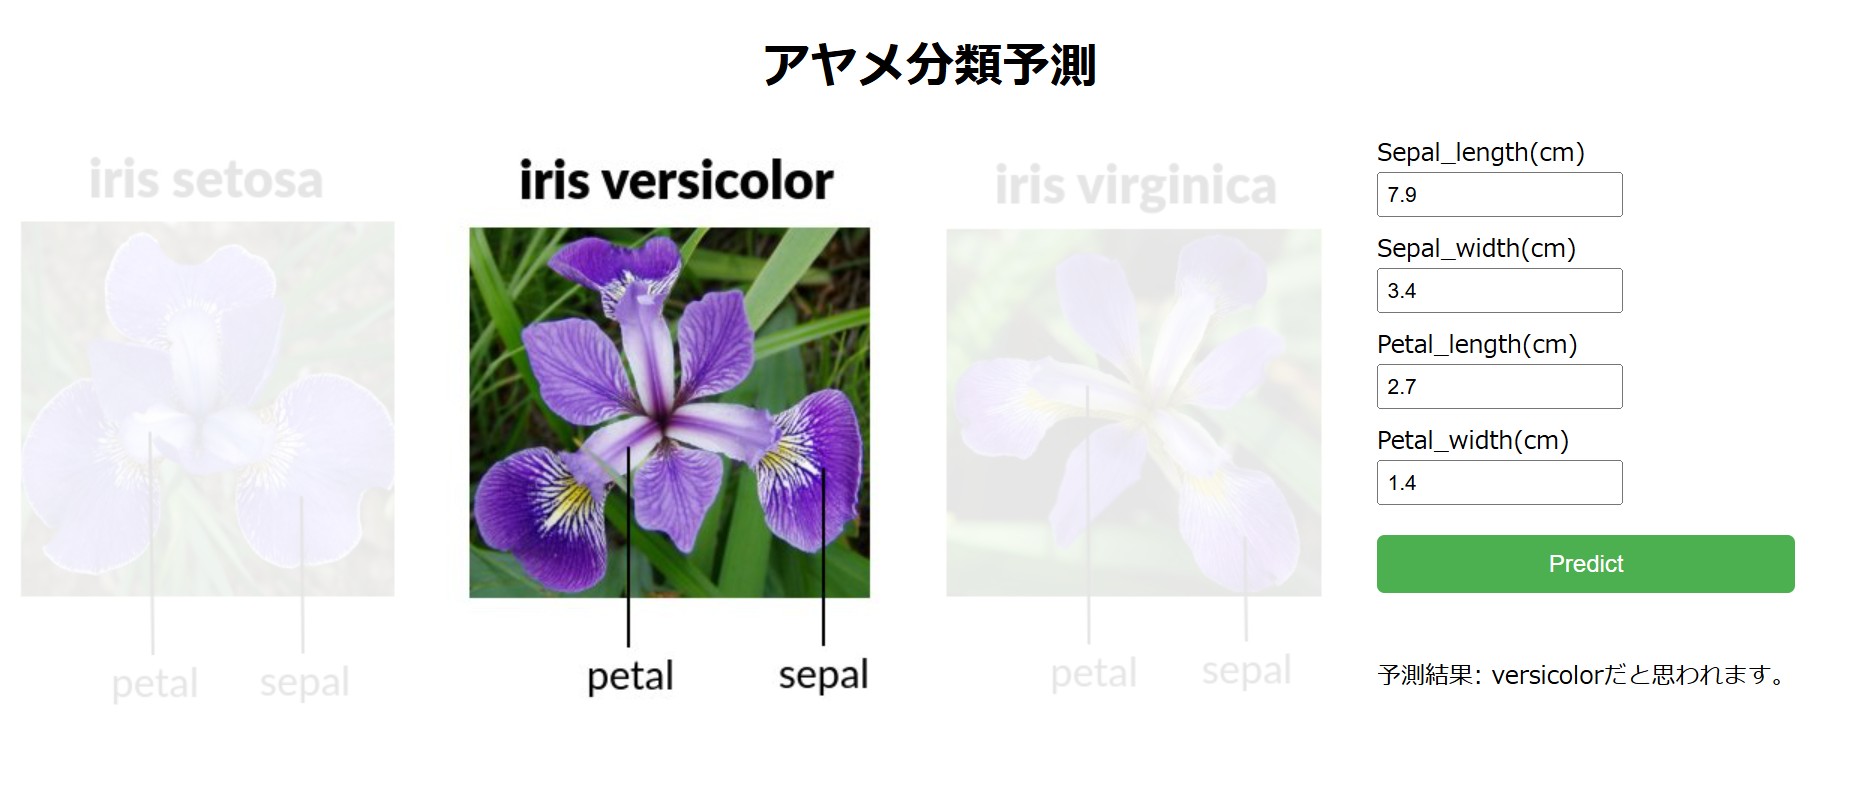 アヤメ分類予測
iris setosa
petal
sepal
iris versicolor
petal
sepal
iris virginica
petal
sepal
Sepal_length(cm)
7.9
Sepal_width(cm)
3.4
Petal_length(cm)
2.7
Petal_width(cm)
1.4
Predict
予測結果: versicolorだと思われます。